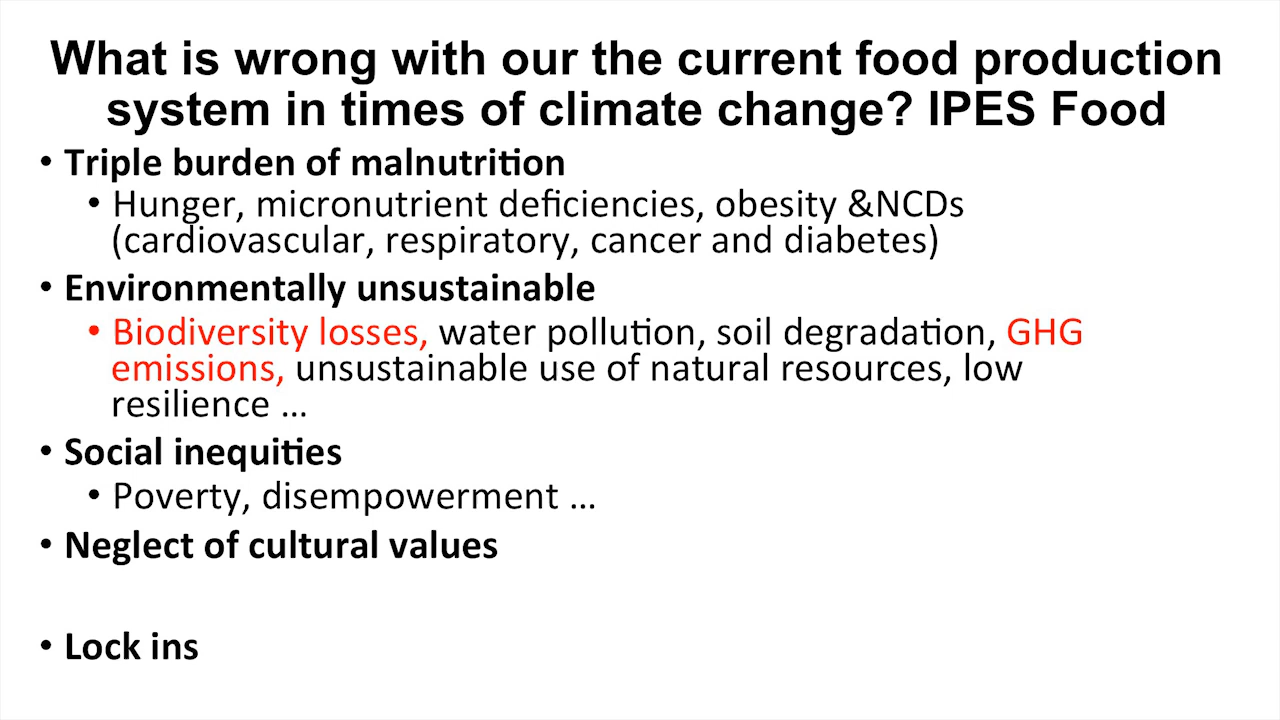 What is wrong with our the current food production
system in times of climate change? IPES Food
• Triple burden of malnutrition
• Hunger, micronutrient deficiencies, obesity &NCDs
(cardiovascular, respiratory, cancer and diabetes)
• Environmentally unsustainable
• Biodiversity losses, water pollution, soil degradation, GHG
emissions, unsustainable use of natural resources, low
resilience ...
• Social inequities
• Poverty, disempowerment ...
• Neglect of cultural values
• Lock ins